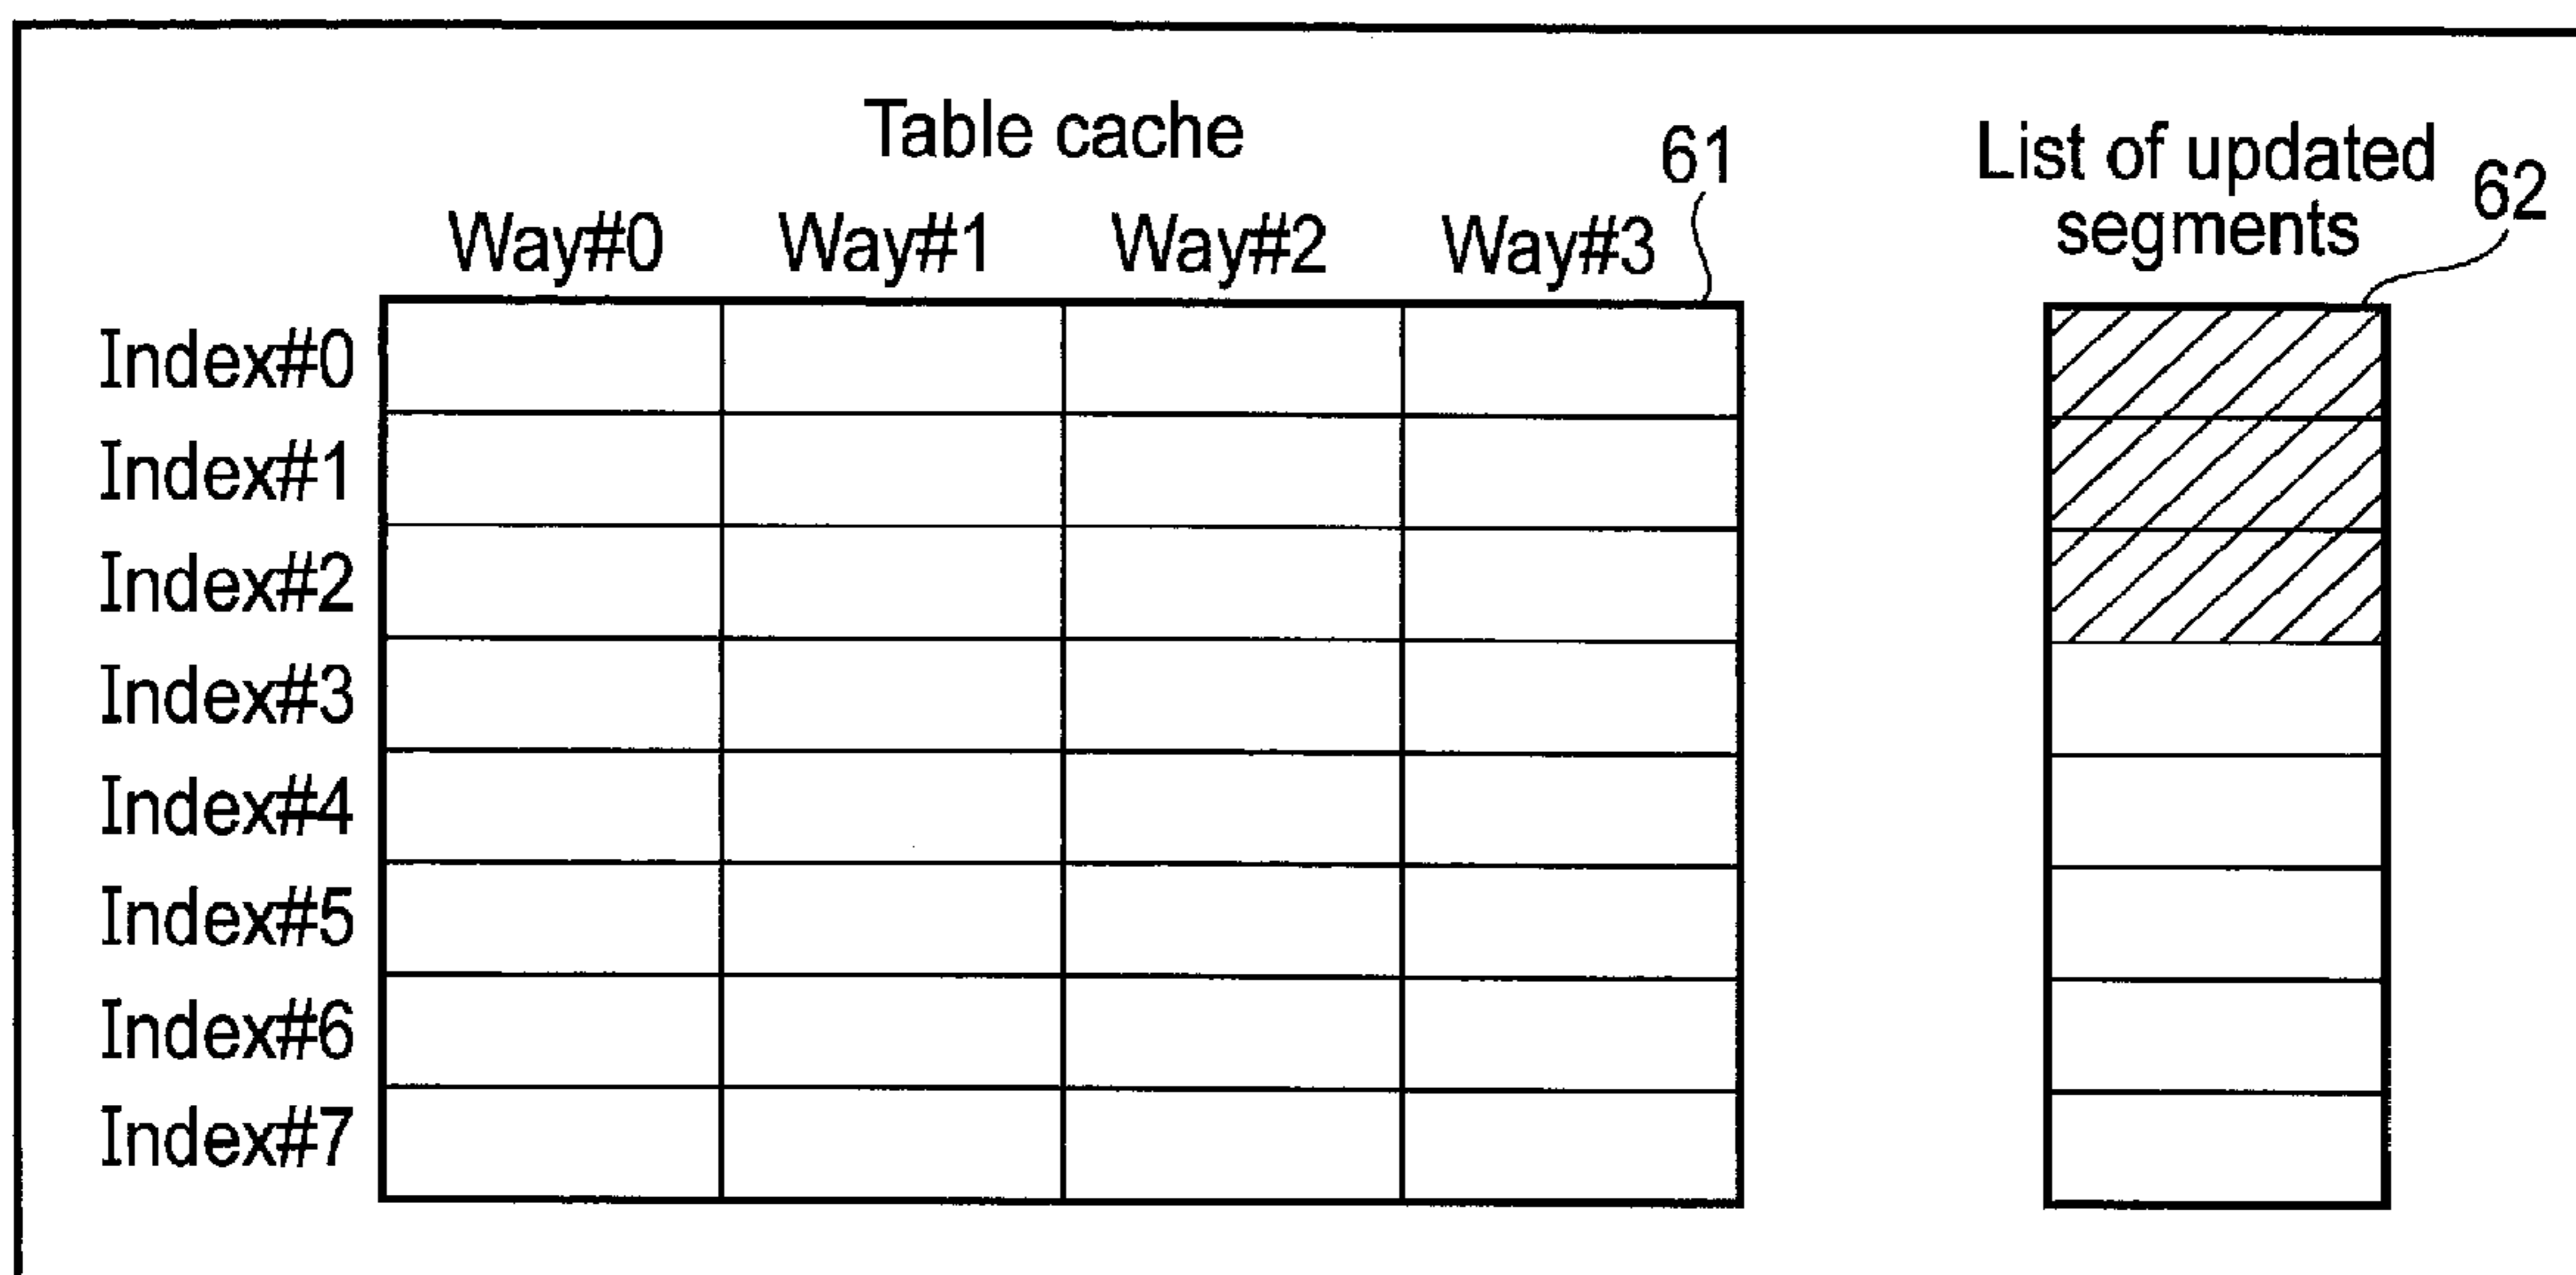 Table cache
61
List of updated
segments
62
Way#0 Way#1 Way#2 Way#3
Index#0
Index#1
Index#2
Index#3
Index#4
Index#5
Index#6
Index#7